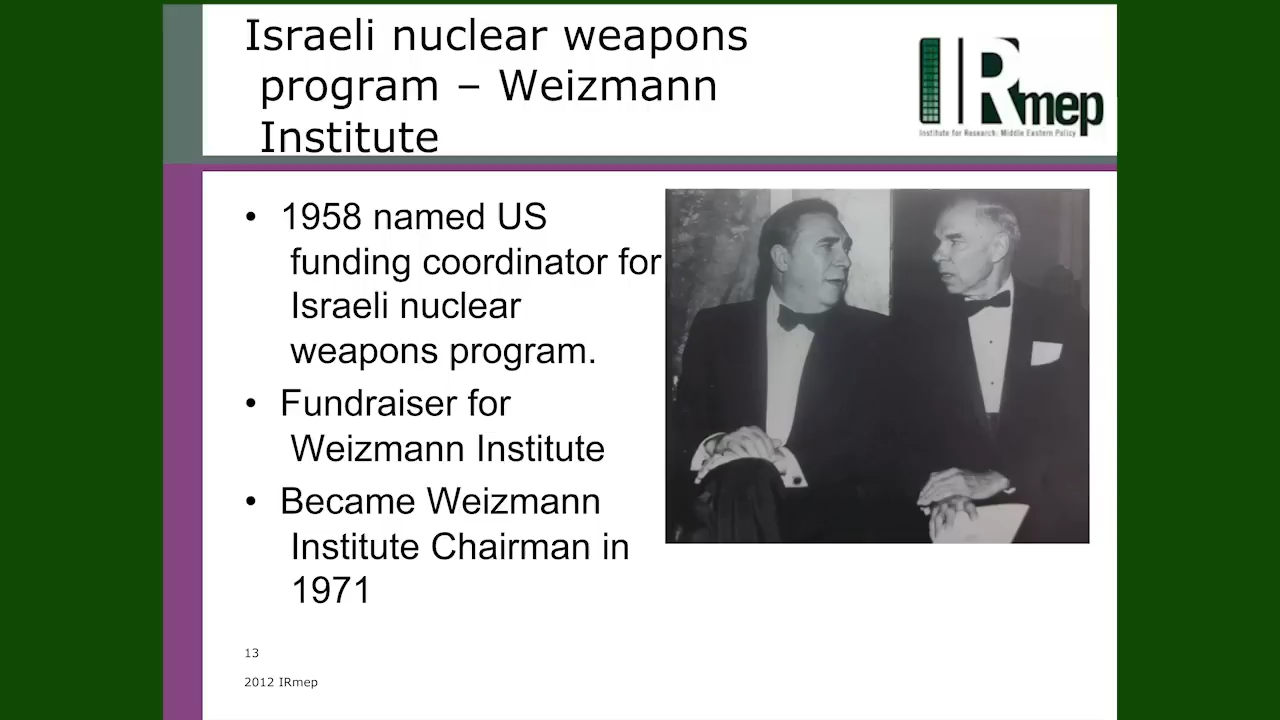 Israeli nuclear weapons
program – Weizmann
Institute
IRmep
Institute for Research: Middle Eastern Policy
• 1958 named US
funding coordinator for
Israeli nuclear
weapons program.
• Fundraiser for
Weizmann Institute
• Became Weizmann
Institute Chairman in
1971
13
2012 IRmep